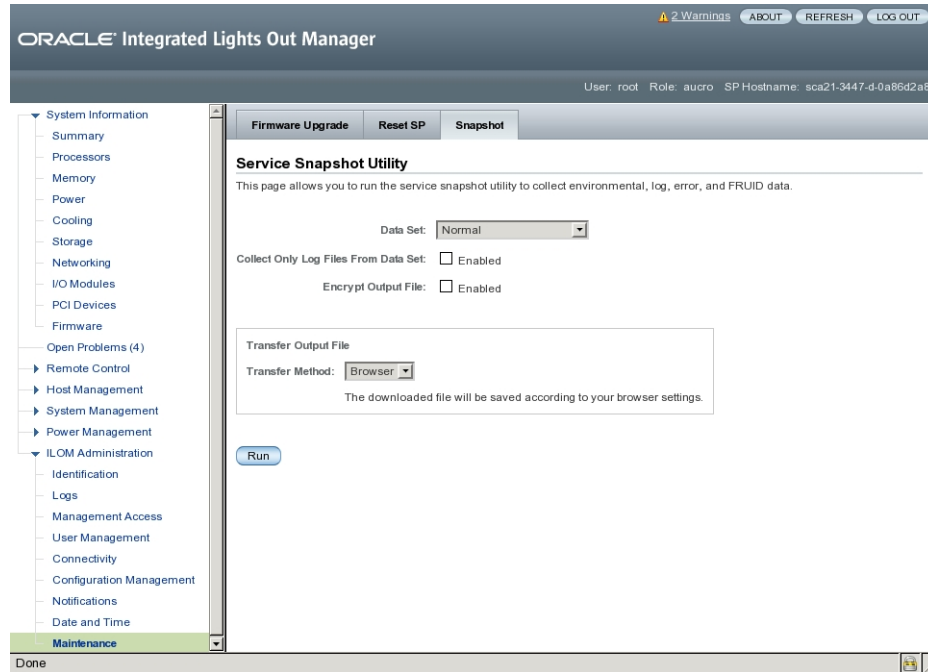 2 Warnings ABOUT REFRESH LOG OUT
ORACLE Integrated Lights Out Manager
User: root Role: aucro SP Hostname: sca21-3447-d-0a86d2a8
System Information
Summary
Processors
Memory
Power
Cooling
Storage
Networking
I/O Modules
PCI Devices
Firmware
Open Problems (4)
Remote Control
Host Management
System Management
Power Management
ILOM Administration
Identification
Logs
Management Access
User Management
Connectivity
Configuration Management
Notifications
Date and Time
Maintenance
Firmware Upgrade Reset SP Snapshot
Service Snapshot Utility
This page allows you to run the service snapshot utility to collect environmental, log, error, and FRUID data.
Data Set: Normal
Collect Only Log Files From Data Set: Enabled
Encrypt Output File: Enabled
Transfer Output File
Transfer Method: Browser
The downloaded file will be saved according to your browser settings.
Run
Done